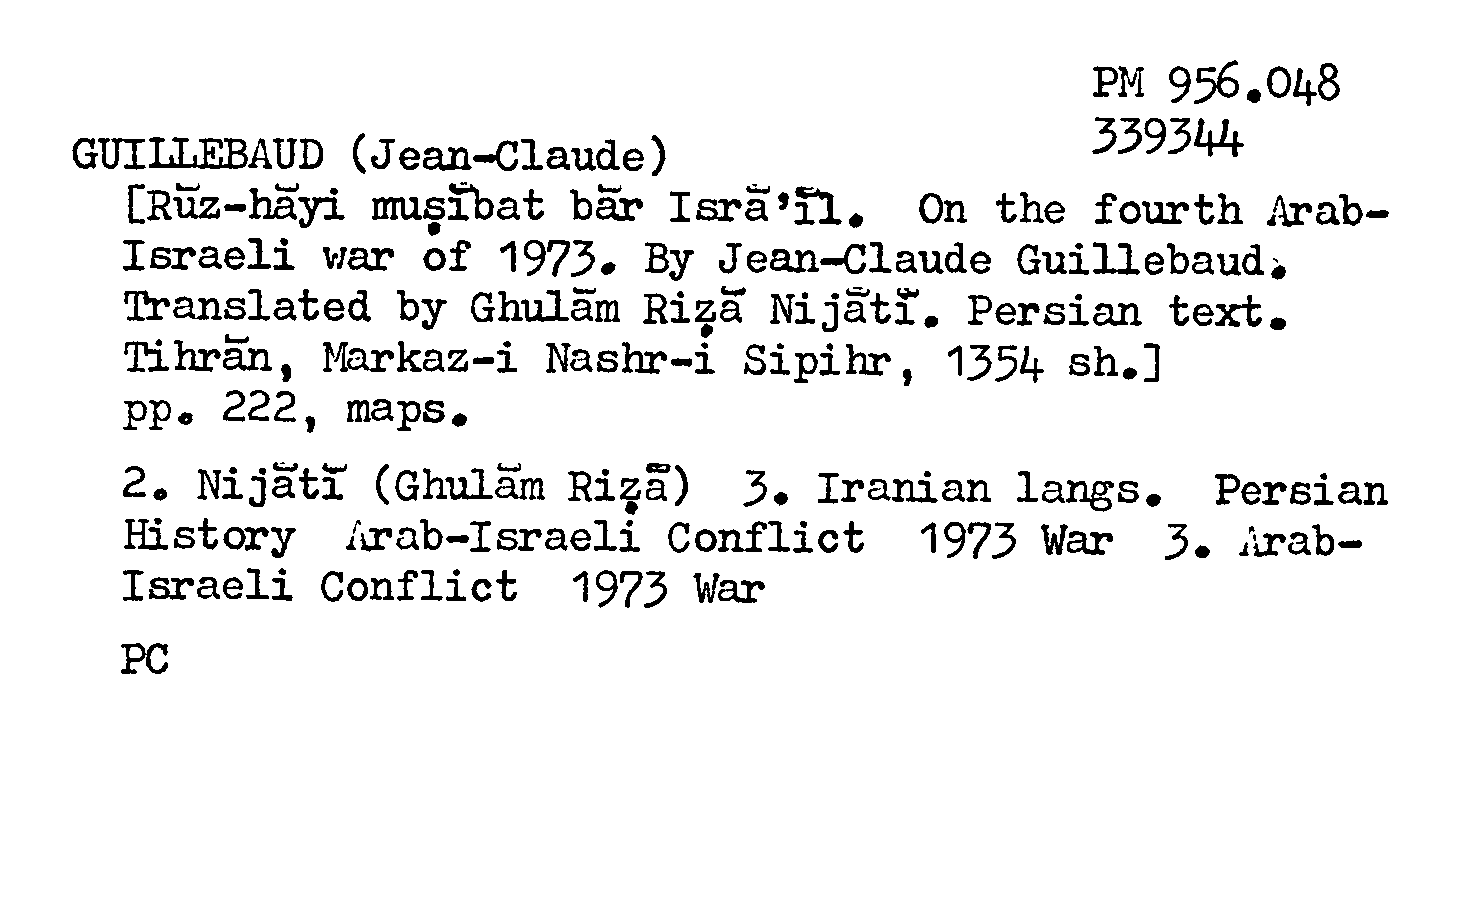 PM 956.048
339344
GUILLEBAUD (Jean-Claude)
[Rūz-hāyi muṣībat bār Isrā'īl. On the fourth Arab-
Israeli war of 1973. By Jean-Claude Guillebaud.
Translated by Ghulām Riẓā Nijātī. Persian text.
Tihrān, Markaz-i Nashr-i Sipihr, 1354 sh.]
pp. 222, maps.
2. Nijātī (Ghulām Riẓā) 3. Iranian langs. Persian
History Arab-Israeli Conflict 1973 War 3. Arab-
Israeli Conflict 1973 War
PC